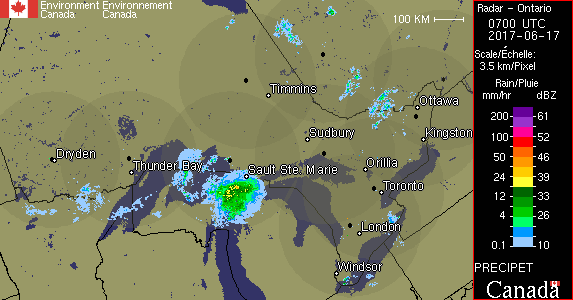 Environment Environnement
Canada Canada
100 KM
Timmins
Ottawa
Sudbury
Kingston
Dryden
Thunder Bay
Sault Ste. Marie
Orillia
Toronto
London
Windsor
Radar - Ontario
0700 UTC
2017-06-17
Scale/Échelle:
3.5 km/Pixel
Rain/Pluie
mm/hr dBZ
200 61
100 52
50 46
24 39
12 33
4 26
0.1 10
PRECIPET
Canada